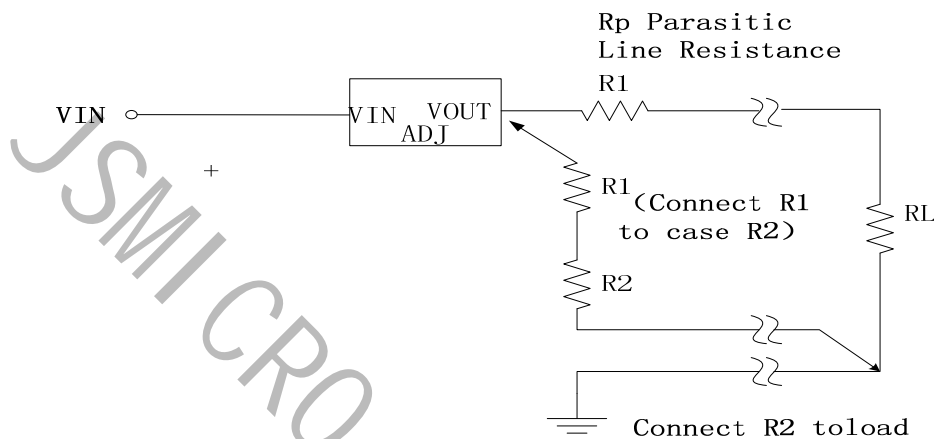 Rp Parasitic
Line Resistance
R1
VIN
VIN
VOUT
ADJ
R1
(Connect R1
to case R2)
RL
R2
Connect R2 toload
JSMICRO